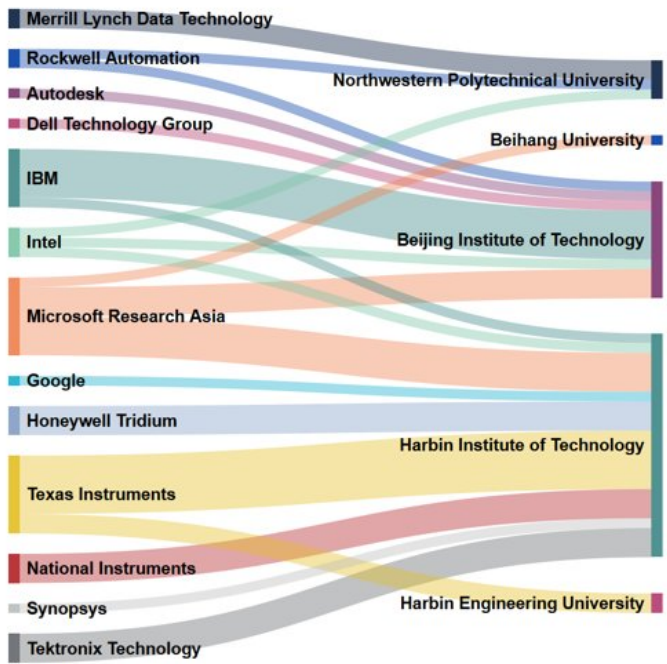 Merrill Lynch Data Technology
Rockwell Automation
Autodesk
Dell Technology Group
IBM
Intel
Microsoft Research Asia
Google
Honeywell Tridium
Texas Instruments
National Instruments
Synopsys
Tektronix Technology
Northwestern Polytechnical University
Beihang University
Beijing Institute of Technology
Harbin Institute of Technology
Harbin Engineering University